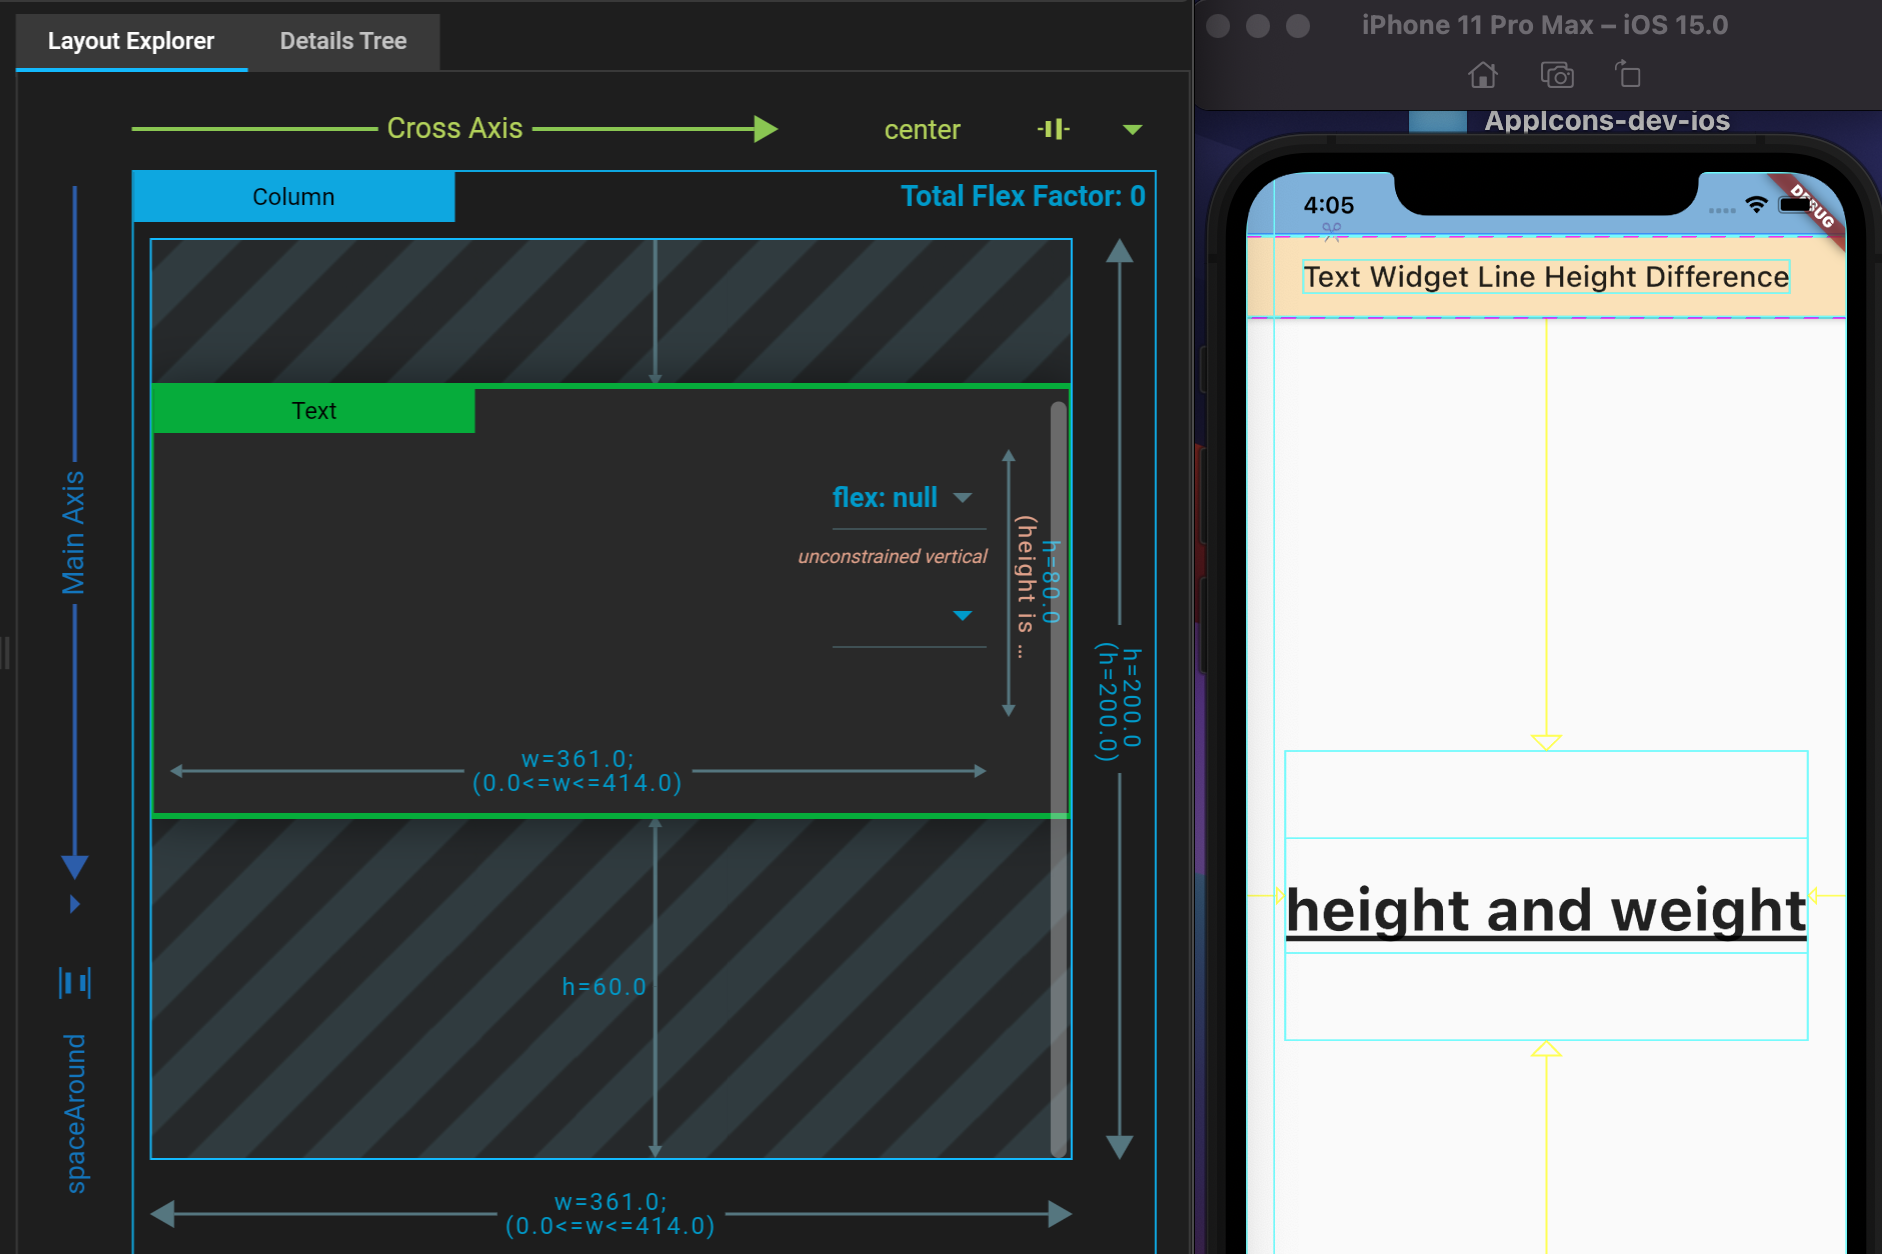 Layout Explorer
Details Tree
Cross Axis
center
Main Axis
spaceAround
Column
Total Flex Factor: 0
Text
flex: null
unconstrained vertical
(height is ...
h=80.0
w=361.0;
(0.0<=w<=414.0)
h=200.0
(h=200.0)
h=60.0
w=361.0;
(0.0<=w<=414.0)
iPhone 11 Pro Max – iOS 15.0
AppIcons-dev-ios
4:05
DEBUG
Text Widget Line Height Difference
height and weight